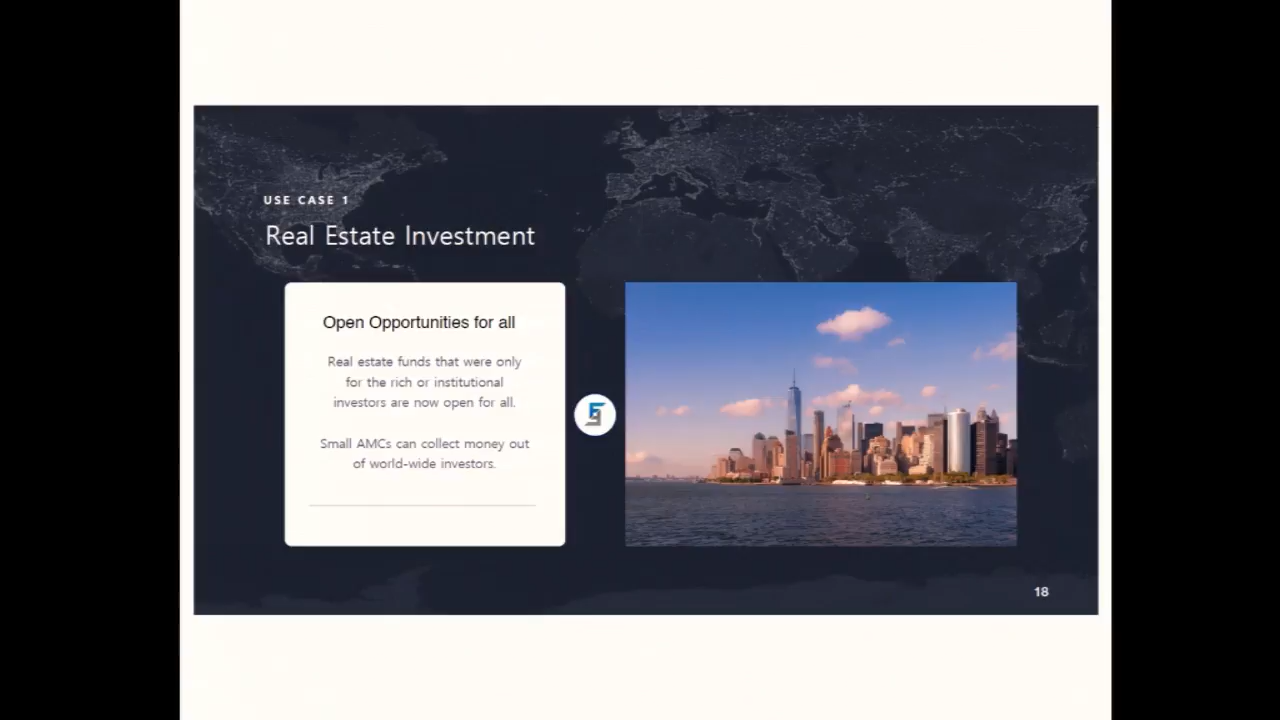 USE CASE 1
Real Estate Investment
Open Opportunities for all
Real estate funds that were only
for the rich or institutional
investors are now open for all.
Small AMCs can collect money out
of world-wide investors.
18